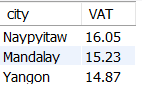 city VAT
Naypyitaw 16.05
Mandalay 15.23
Yangon 14.87